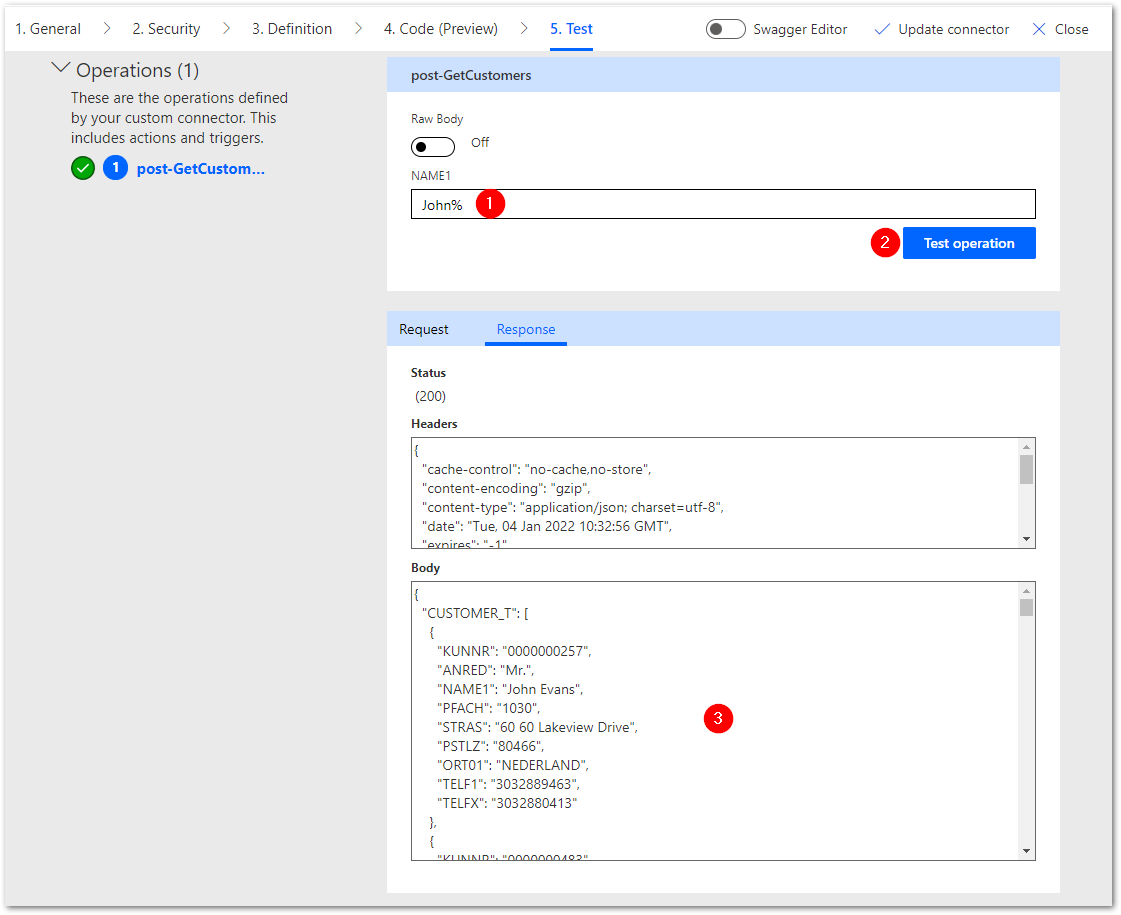 1. General
2. Security
3. Definition
4. Code (Preview)
5. Test
Swagger Editor
Update connector
Close
Operations (1)
These are the operations defined
by your custom connector. This
includes actions and triggers.
1
post-GetCustom...
post-GetCustomers
Raw Body
Off
NAME1
John%
1
2
Test operation
Request
Response
Status
(200)
Headers
{
"cache-control": "no-cache,no-store",
"content-encoding": "gzip",
"content-type": "application/json; charset=utf-8",
"date": "Tue, 04 Jan 2022 10:32:56 GMT",
"expires": "-1"
Body
{
"CUSTOMER_T": [
{
"KUNNR": "0000000257",
"ANRED": "Mr.",
"NAME1": "John Evans",
"PFACH": "1030",
"STRAS": "60 60 Lakeview Drive",
3
"PSTLZ": "80466",
"ORT01": "NEDERLAND",
"TELF1": "3032889463",
"TELFX": "3032880413"
},
{
"KUNNR": "0000000483"